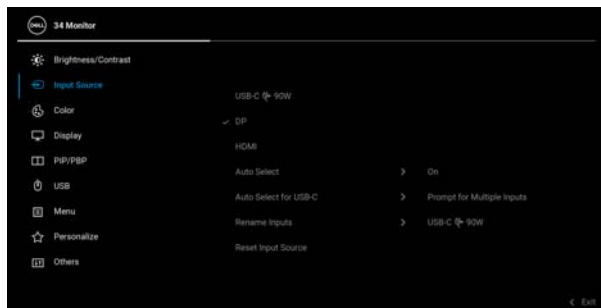 DELL 34 Monitor
Brightness/Contrast
Input Source
USB-C 90W
Color
DP
Display
HDMI
PIP/PBP
Auto Select > On
USB
Auto Select for USB-C > Prompt for Multiple Inputs
Menu
Rename Inputs > USB-C 90W
Personalize
Reset Input Source
Others
< Exit